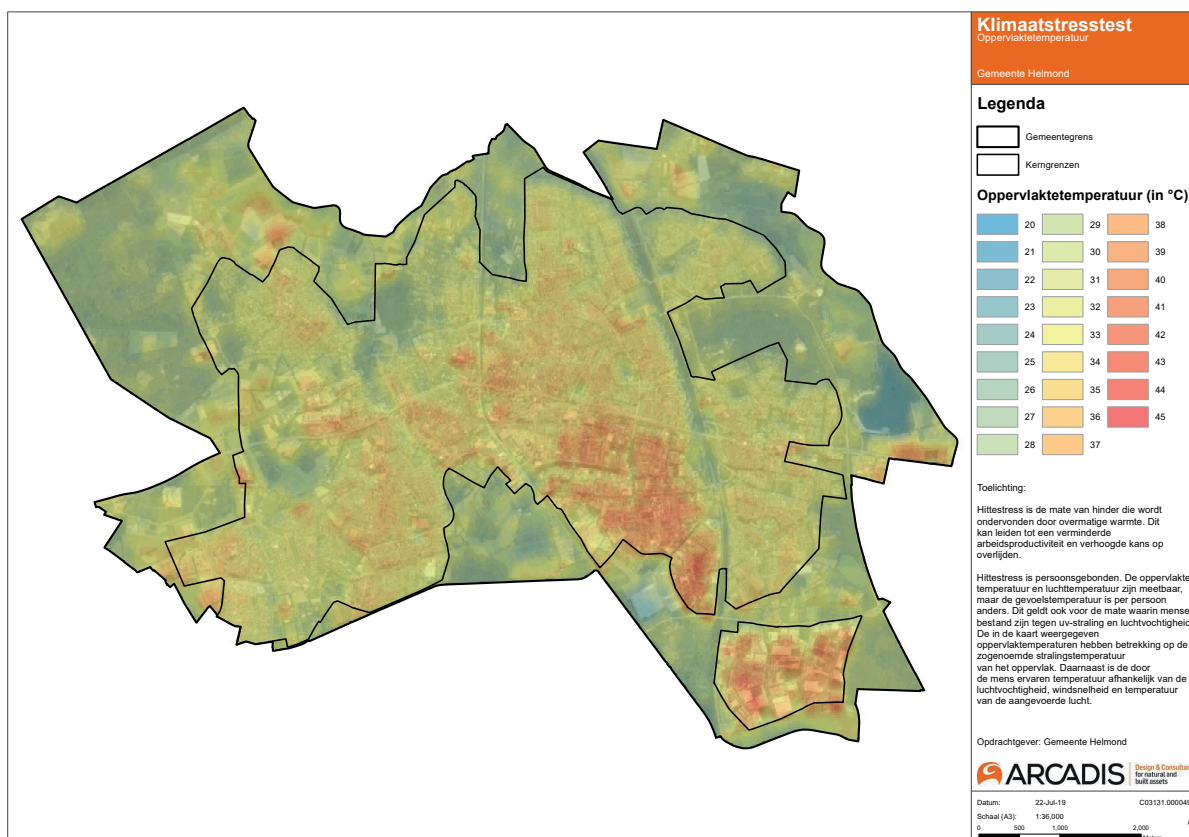 Klimaatstresstest
Oppervlaktetemperatuur
Gemeente Helmond
Legenda
Gemeentegrens
Kerngrenzen
Oppervlaktetemperatuur (in °C)
20 29 38
21 30 39
22 31 40
23 32 41
24 33 42
25 34 43
26 35 44
27 36 45
28 37
Toelichting:
Hittestress is de mate van hinder die wordt
ondervonden door overmatige warmte. Dit
kan leiden tot een verminderde
arbeidsproductiviteit en verhoogde kans op
overlijden.
Hittestress is persoonsgebonden. De oppervlakte
temperatuur en luchttemperatuur zijn meetbaar,
maar de gevoelstemperatuur is per persoon
anders. Dit geldt ook voor de mate waarin mense
bestand zijn tegen uv-straling en luchtvochtigheid
De in de kaart weergegeven
oppervlaktemperaturen hebben betrekking op de
zogenoemde stralingstemperatuur
van het oppervlak. Daarnaast is de door
de mens ervaren temperatuur afhankelijk van de
luchtvochtigheid, windsnelheid en temperatuur
van de aangevoerde lucht.
Opdrachtgever: Gemeente Helmond
ARCADIS
Design & Consultan
for natural and
built assets
Datum: 22-Jul-19 C03131.000049
Schaal (A3): 1:36,000
0 500 1,000 2,000